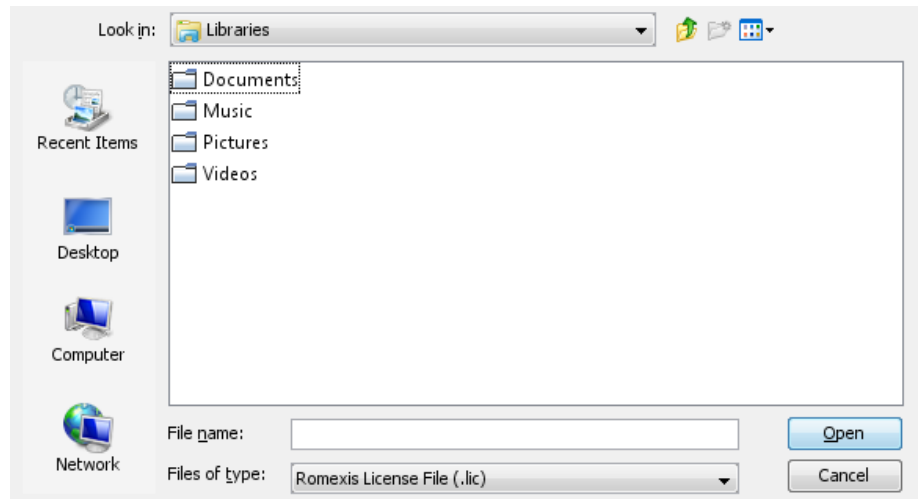 Look in: Libraries
Documents
Music
Pictures
Videos
Recent Items
Desktop
Computer
Network
File name:
Open
Files of type: Romexis License File (.lic)
Cancel